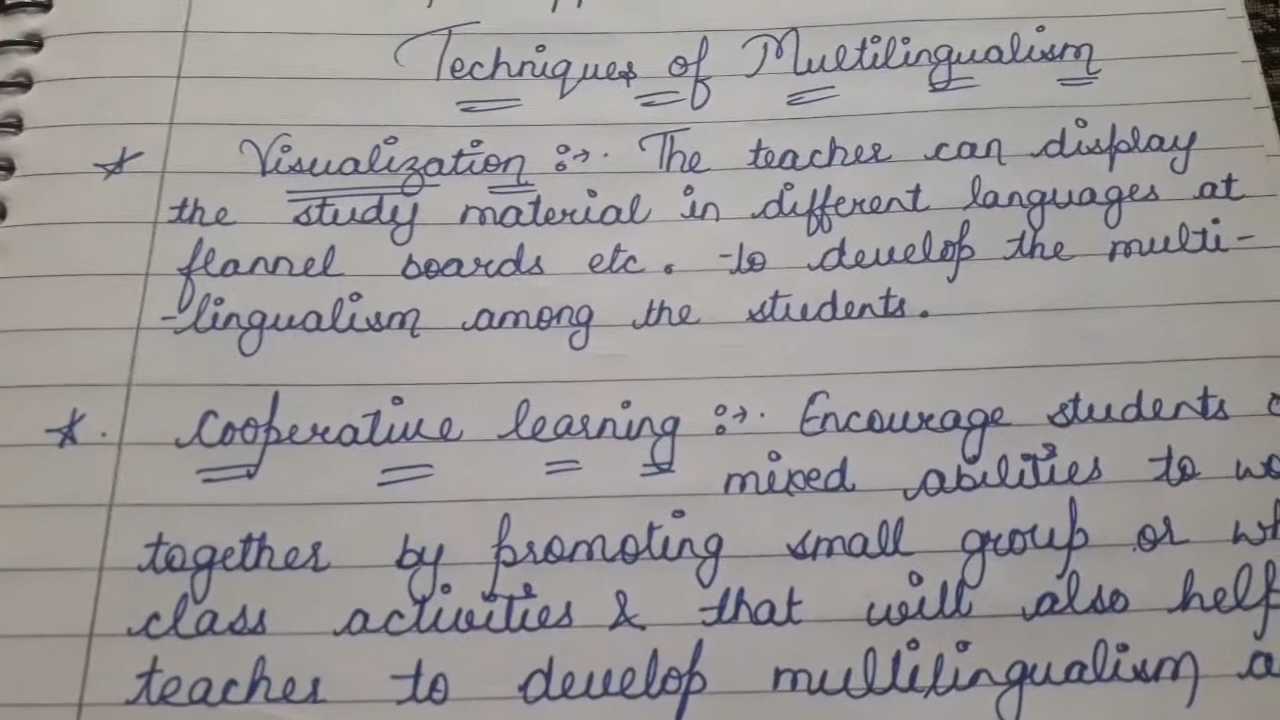 Techniques of Multilingualism
* Visualization :→. The teacher can display
the study material in different languages at
flannel boards etc. to develop the multi-
-lingualism among the students.
*. Cooperative learning :→. Encourage students
mixed abilities to
together by promoting small group or
class activities & that will also help
teacher to develop multilingualism